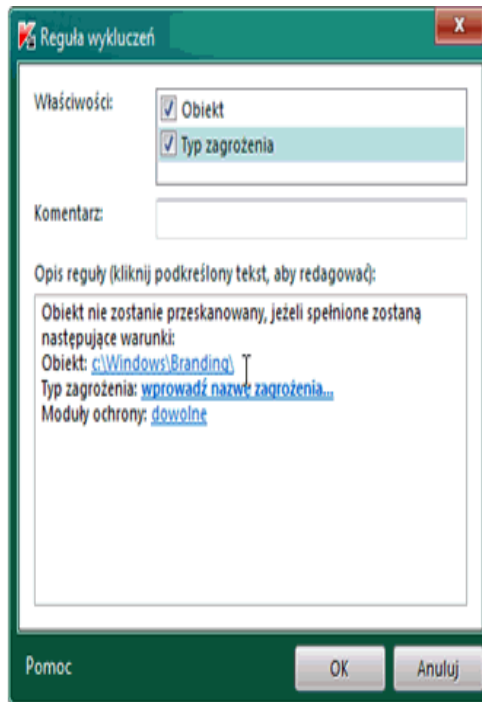 Reguła wykluczeń
Właściwości:
Obiekt
Typ zagrożenia
Komentarz:
Opis reguły (kliknij podkreślony tekst, aby redagować):
Obiekt nie zostanie przeskanowany, jeżeli spełnione zostaną
następujące warunki:
Obiekt: c:\Windows\Branding\
Typ zagrożenia: wprowadź nazwę zagrożenia...
Moduły ochrony: dowolne
Pomoc
OK
Anuluj